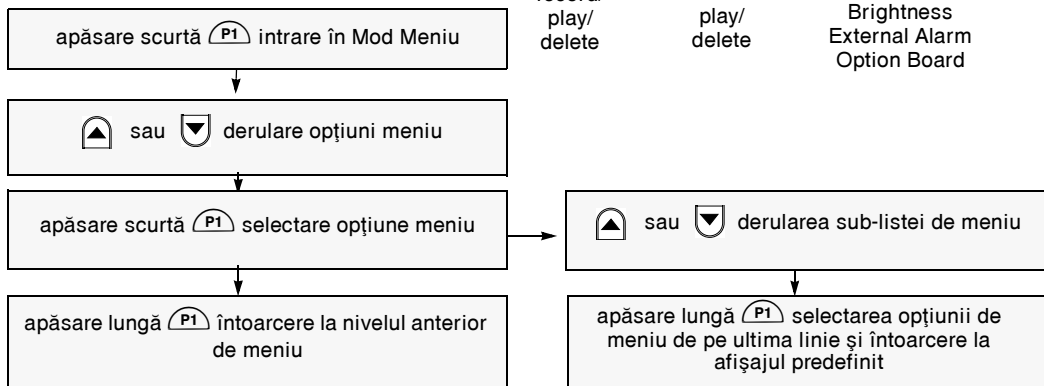 play/
delete
play/
delete
Brightness
External Alarm
Option Board
apăsare scurtă P1 intrare în Mod Meniu
sau derulare opţiuni meniu
apăsare scurtă P1 selectare opţiune meniu
sau derularea sub-listei de meniu
apăsare lungă P1 întoarcere la nivelul anterior
de meniu
apăsare lungă P1 selectarea opţiunii de
meniu de pe ultima linie şi întoarcere la
afişajul predefinit